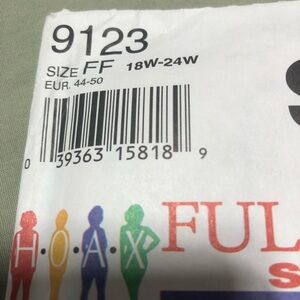 9123
SIZE FF 18W-24W
EUR. 44-50
0 39363 15818 9
H·O·A·X FUL
S